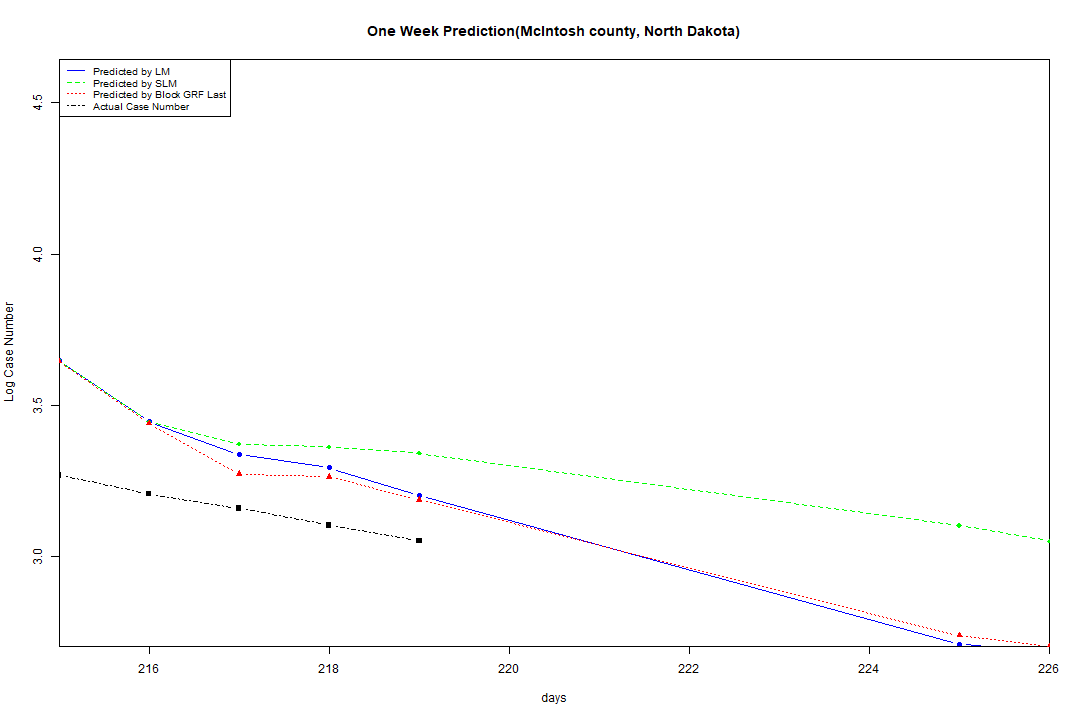 One Week Prediction(McIntosh county, North Dakota)
Predicted by LM
Predicted by SLM
Predicted by Block GRF Last
Actual Case Number
4.5
4.0
3.5
3.0
Log Case Number
216 218 220 222 224 226
days